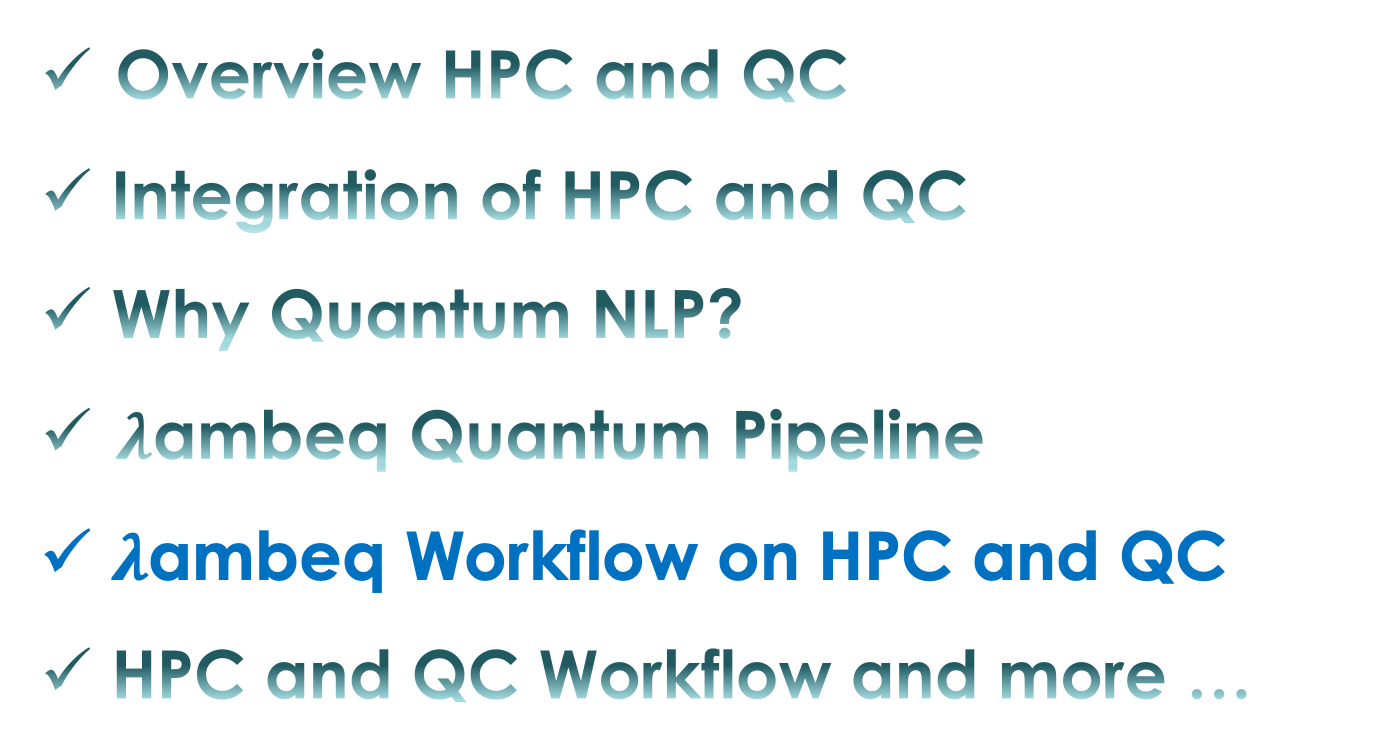 ✓ Overview HPC and QC
✓ Integration of HPC and QC
✓ Why Quantum NLP?
✓ 𝜆ambeq Quantum Pipeline
✓ 𝝀ambeq Workflow on HPC and QC
✓ HPC and QC Workflow and more …